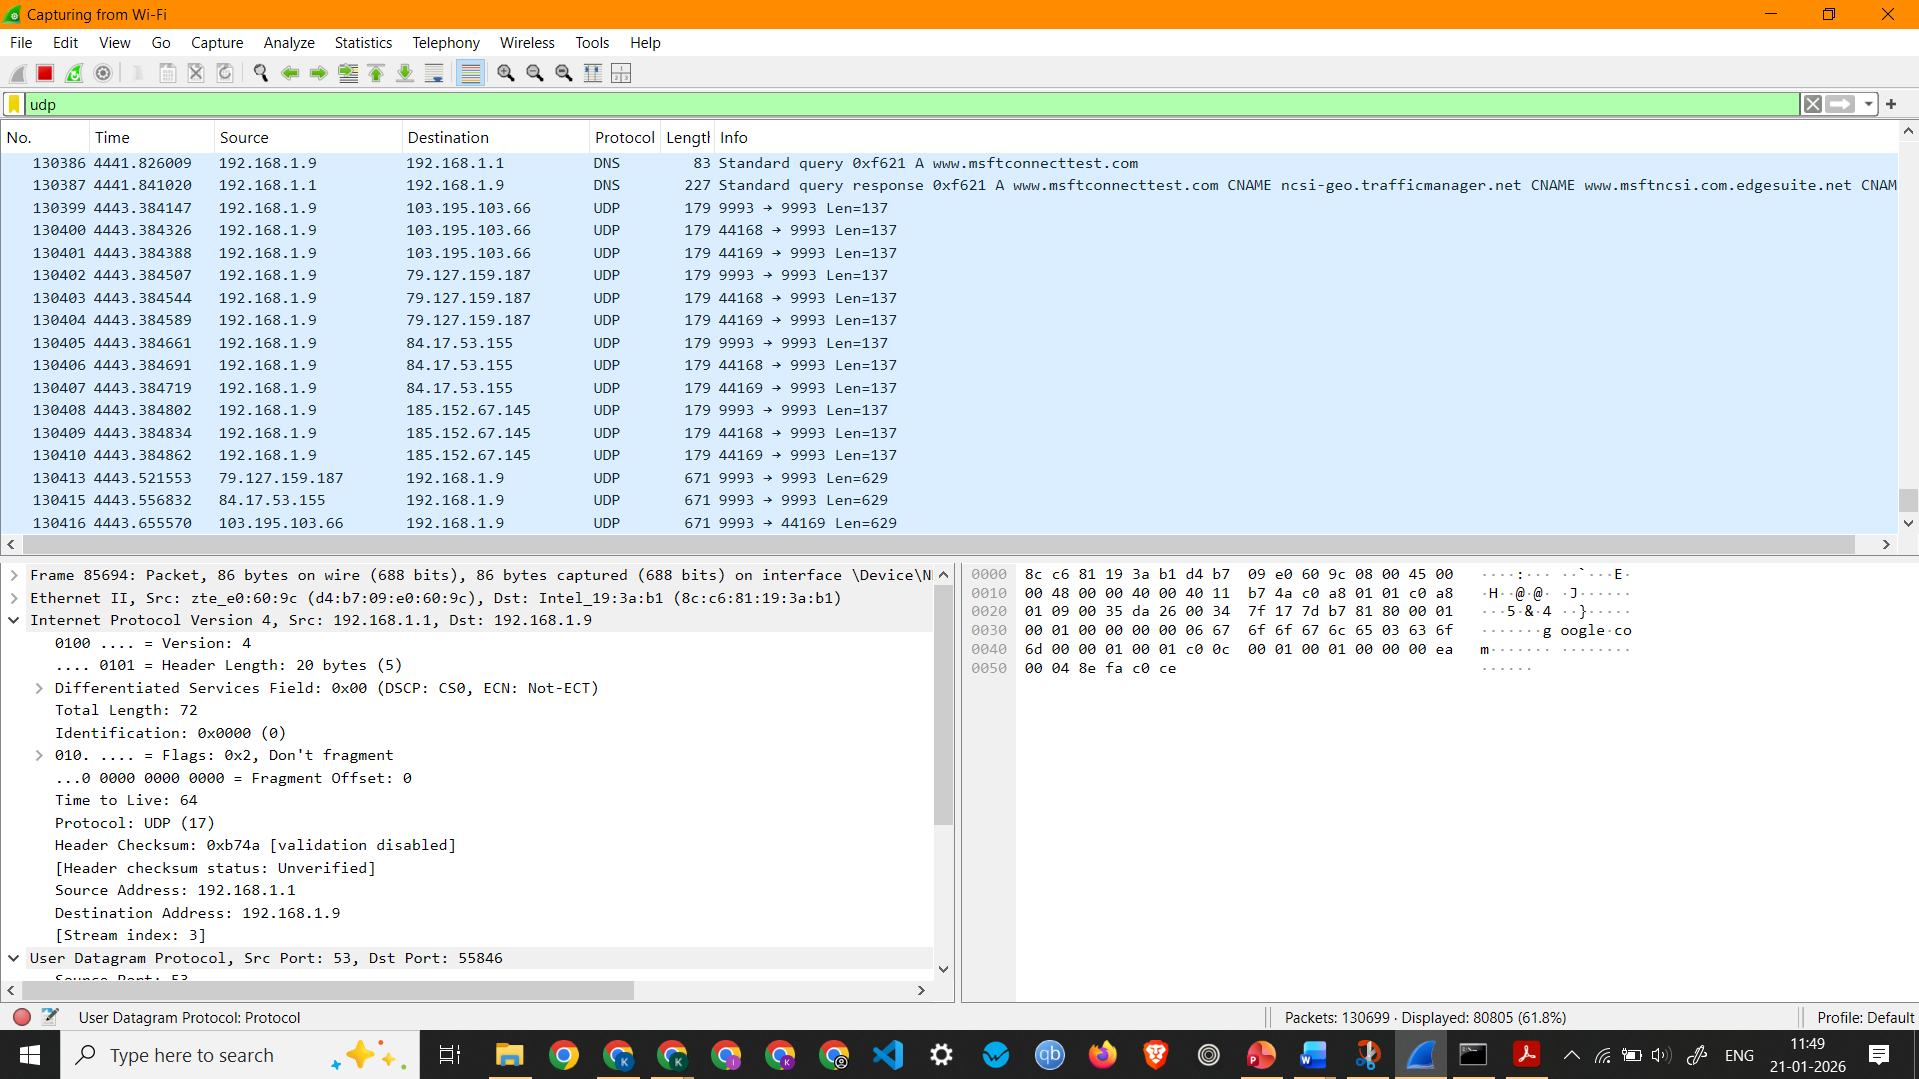 Capturing from Wi-Fi
File Edit View Go Capture Analyze Statistics Telephony Wireless Tools Help
udp
No. Time Source Destination Protocol Length Info
130386 4441.826009 192.168.1.9 192.168.1.1 DNS 83 Standard query 0xf621 A www.msftconnecttest.com
130387 4441.841020 192.168.1.1 192.168.1.9 DNS 227 Standard query response 0xf621 A www.msftconnecttest.com CNAME ncsi-geo.trafficmanager.net CNAME www.msftncsi.com.edgesuite.net CNAM
130399 4443.384147 192.168.1.9 103.195.103.66 UDP 179 9993 → 9993 Len=137
130400 4443.384326 192.168.1.9 103.195.103.66 UDP 179 44168 → 9993 Len=137
130401 4443.384388 192.168.1.9 103.195.103.66 UDP 179 44169 → 9993 Len=137
130402 4443.384507 192.168.1.9 79.127.159.187 UDP 179 9993 → 9993 Len=137
130403 4443.384544 192.168.1.9 79.127.159.187 UDP 179 44168 → 9993 Len=137
130404 4443.384589 192.168.1.9 79.127.159.187 UDP 179 44169 → 9993 Len=137
130405 4443.384661 192.168.1.9 84.17.53.155 UDP 179 9993 → 9993 Len=137
130406 4443.384691 192.168.1.9 84.17.53.155 UDP 179 44168 → 9993 Len=137
130407 4443.384719 192.168.1.9 84.17.53.155 UDP 179 44169 → 9993 Len=137
130408 4443.384802 192.168.1.9 185.152.67.145 UDP 179 9993 → 9993 Len=137
130409 4443.384834 192.168.1.9 185.152.67.145 UDP 179 44168 → 9993 Len=137
130410 4443.384862 192.168.1.9 185.152.67.145 UDP 179 44169 → 9993 Len=137
130413 4443.521553 79.127.159.187 192.168.1.9 UDP 671 9993 → 9993 Len=629
130415 4443.556832 84.17.53.155 192.168.1.9 UDP 671 9993 → 9993 Len=629
130416 4443.655570 103.195.103.66 192.168.1.9 UDP 671 9993 → 44169 Len=629
Frame 85694: Packet, 86 bytes on wire (688 bits), 86 bytes captured (688 bits) on interface \Device\N
Ethernet II, Src: zte_e0:60:9c (d4:b7:09:e0:60:9c), Dst: Intel_19:3a:b1 (8c:c6:81:19:3a:b1)
Internet Protocol Version 4, Src: 192.168.1.1, Dst: 192.168.1.9
0100 .... = Version: 4
.... 0101 = Header Length: 20 bytes (5)
Differentiated Services Field: 0x00 (DSCP: CS0, ECN: Not-ECT)
Total Length: 72
Identification: 0x0000 (0)
010. .... = Flags: 0x2, Don't fragment
...0 0000 0000 0000 = Fragment Offset: 0
Time to Live: 64
Protocol: UDP (17)
Header Checksum: 0xb74a [validation disabled]
[Header checksum status: Unverified]
Source Address: 192.168.1.1
Destination Address: 192.168.1.9
[Stream index: 3]
User Datagram Protocol, Src Port: 53, Dst Port: 55846
Source Port: 53
0000 8c c6 81 19 3a b1 d4 b7 09 e0 60 9c 08 00 45 00 ····:··· ··`···E·
0010 00 48 00 00 40 00 40 11 b7 4a c0 a8 01 01 c0 a8 ·H··@·@· ·J······
0020 01 09 00 35 da 26 00 34 7f 17 7d b7 81 80 00 01 ···5·&·4 ··}·····
0030 00 01 00 00 00 00 06 67 6f 6f 67 6c 65 03 63 6f ·······g oogle·co
0040 6d 00 00 01 00 01 c0 0c 00 01 00 01 00 00 00 ea m······· ········
0050 00 04 8e fa c0 ce ······
User Datagram Protocol: Protocol
Packets: 130699 · Displayed: 80805 (61.8%)
Profile: Default
Type here to search
ENG
11:49
21-01-2026